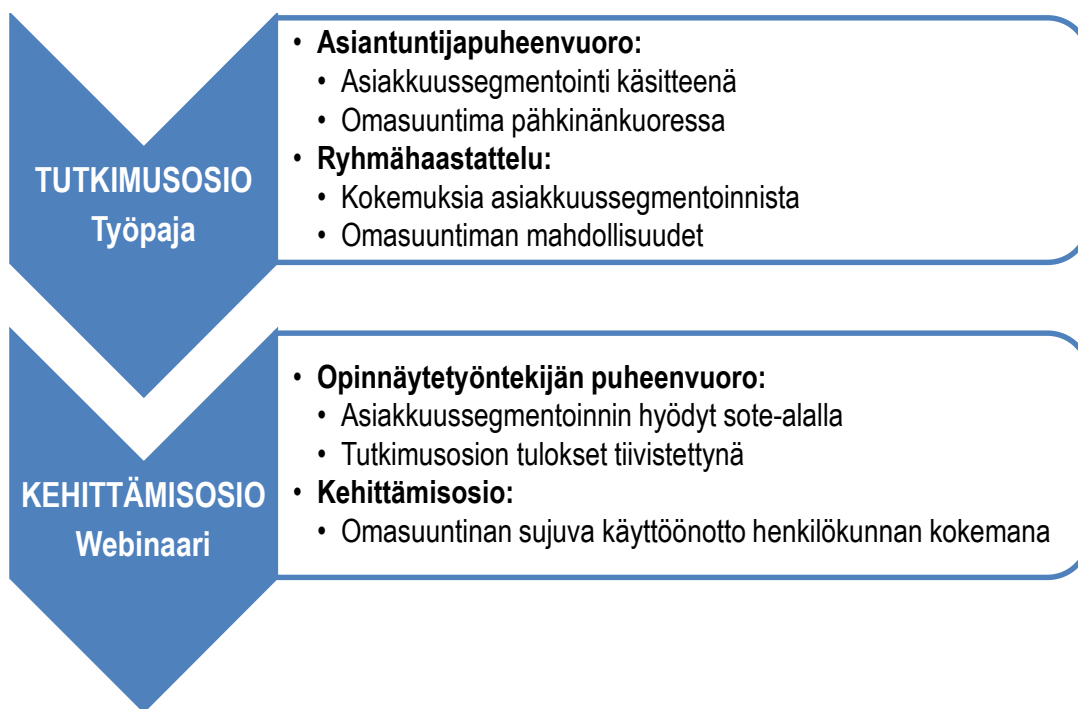 TUTKIMUSOSIO
Työpaja
• Asiantuntijapuheenvuoro:
• Asiakkuussegmentointi käsitteenä
• Omasuuntima pähkinänkuoressa
• Ryhmähaastattelu:
• Kokemuksia asiakkuussegmentoinnista
• Omasuuntiman mahdollisuudet
KEHITTÄMISOSIO
Webinaari
• Opinnäytetyöntekijän puheenvuoro:
• Asiakkuussegmentoinnin hyödyt sote-alalla
• Tutkimusosion tulokset tiivistettynä
• Kehittämisosio:
• Omasuuntinan sujuva käyttöönotto henkilökunnan kokemana